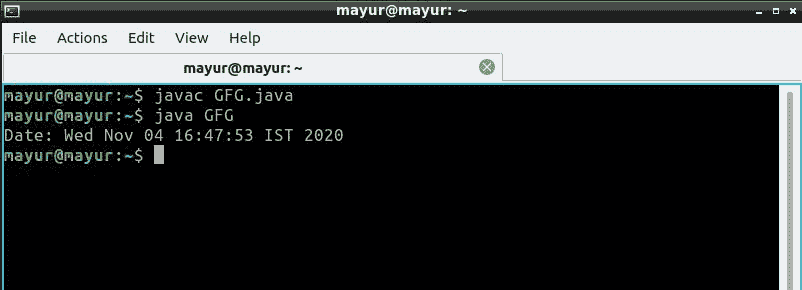 mayur@mayur: ~
File Actions Edit View Help
mayur@mayur: ~
mayur@mayur:~$ javac GFG.java
mayur@mayur:~$ java GFG
Date: Wed Nov 04 16:47:53 IST 2020
mayur@mayur:~$